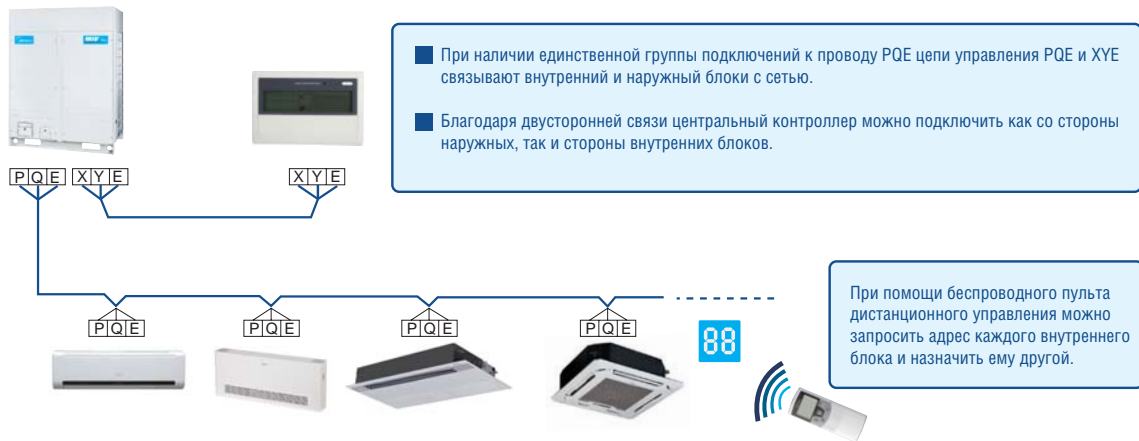 При наличии единственной группы подключений к проводу PQE цепи управления PQE и XYE
связывают внутренний и наружный блоки с сетью.
Благодаря двусторонней связи центральный контроллер можно подключить как со стороны
наружных, так и стороны внутренних блоков.
P Q E X Y E X Y E
P Q E P Q E P Q E P Q E
88
При помощи беспроводного пульта
дистанционного управления можно
запросить адрес каждого внутреннего
блока и назначить ему другой.